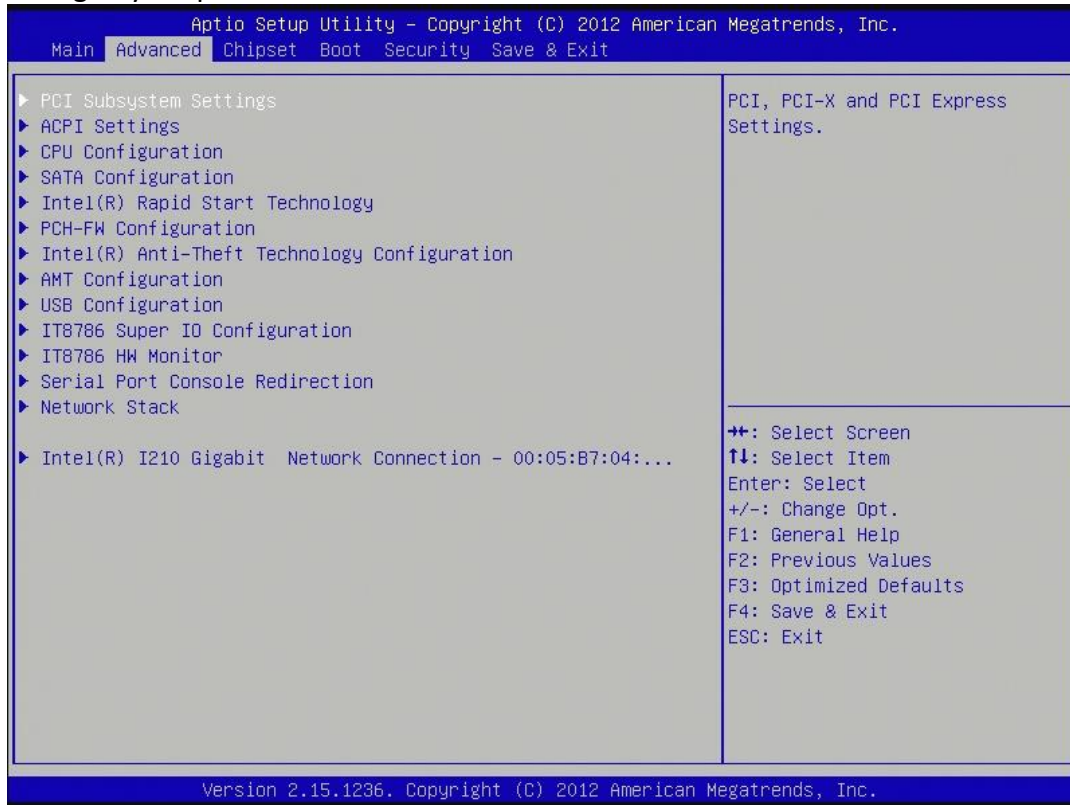 Aptio Setup Utility - Copyright (C) 2012 American Megatrends, Inc.
Main Advanced Chipset Boot Security Save & Exit
PCI Subsystem Settings
ACPI Settings
CPU Configuration
SATA Configuration
Intel(R) Rapid Start Technology
PCH-FW Configuration
Intel(R) Anti-Theft Technology Configuration
AMT Configuration
USB Configuration
IT8786 Super IO Configuration
IT8786 HW Monitor
Serial Port Console Redirection
Network Stack
Intel(R) I210 Gigabit Network Connection - 00:05:B7:04:...
PCI, PCI-X and PCI Express
Settings.
→←: Select Screen
↑↓: Select Item
Enter: Select
+/-: Change Opt.
F1: General Help
F2: Previous Values
F3: Optimized Defaults
F4: Save & Exit
ESC: Exit
Version 2.15.1236. Copyright (C) 2012 American Megatrends, Inc.